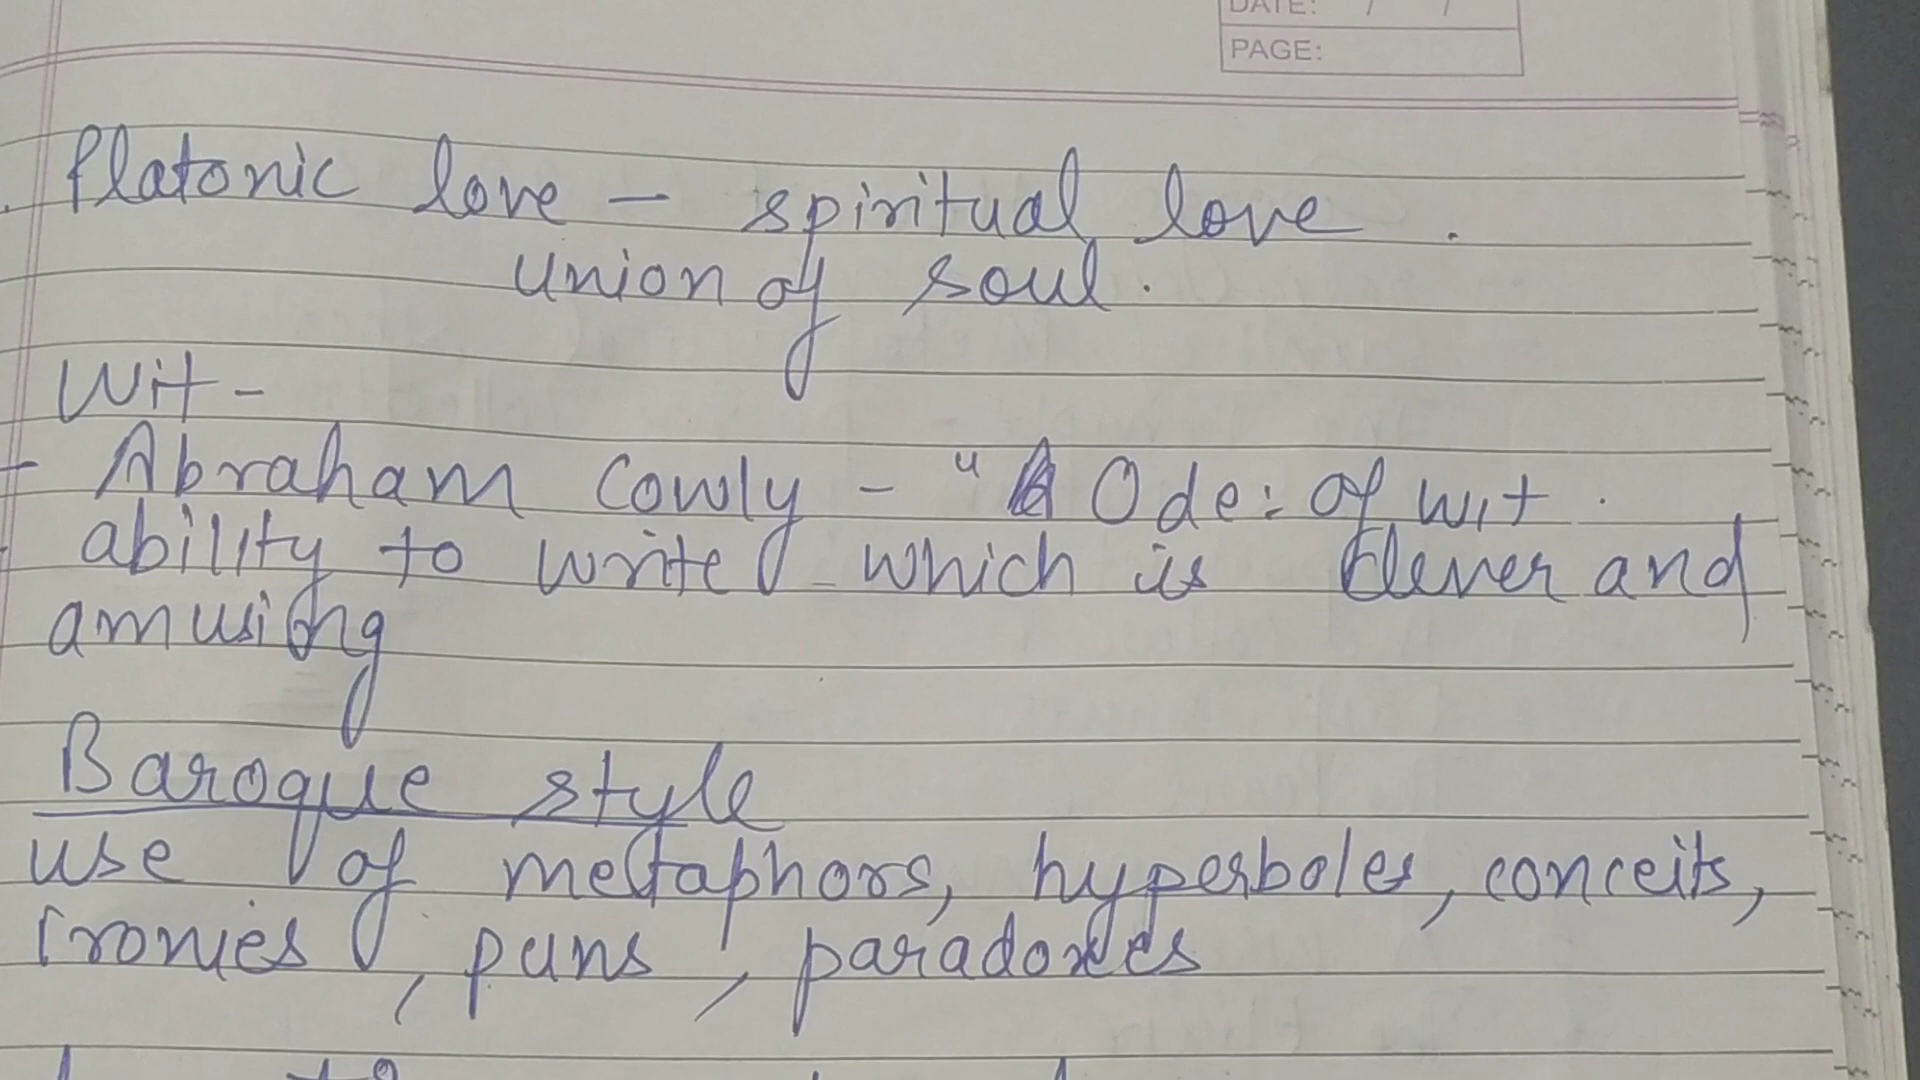 DATE: / /
PAGE:
Platonic love - spiritual love.
union of soul.
Wit -
- Abraham Cowly - " Ode: of wit.
ability to write which is clever and
amusing
Baroque style
use of metaphors, hyperboles, conceits,
Ironies, puns, paradoxes